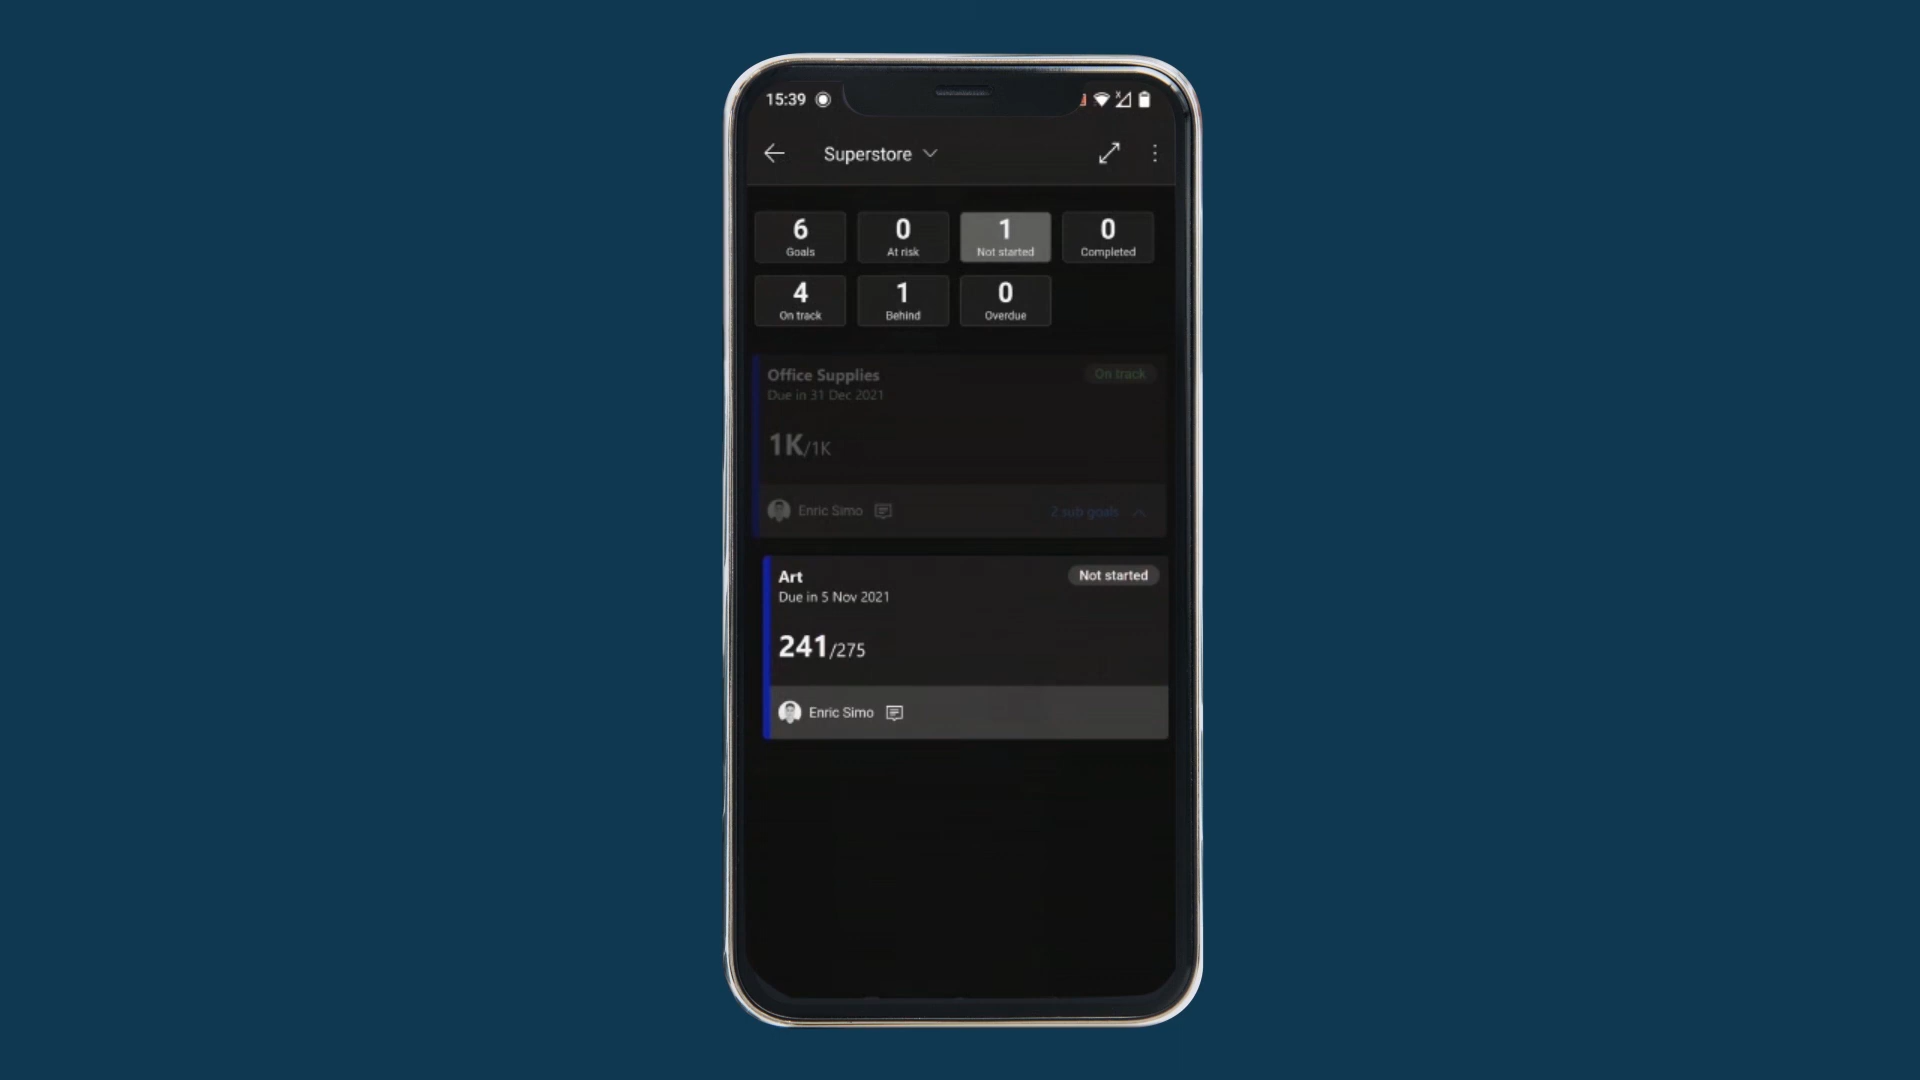 15:39
Superstore
6 0 1 0
Goals At risk Not started Completed
4 1 0
On track Behind Overdue
Office Supplies On track
Due in 31 Dec 2021
1K/1K
Enric Simo 2 sub goals
Art Not started
Due in 5 Nov 2021
241/275
Enric Simo